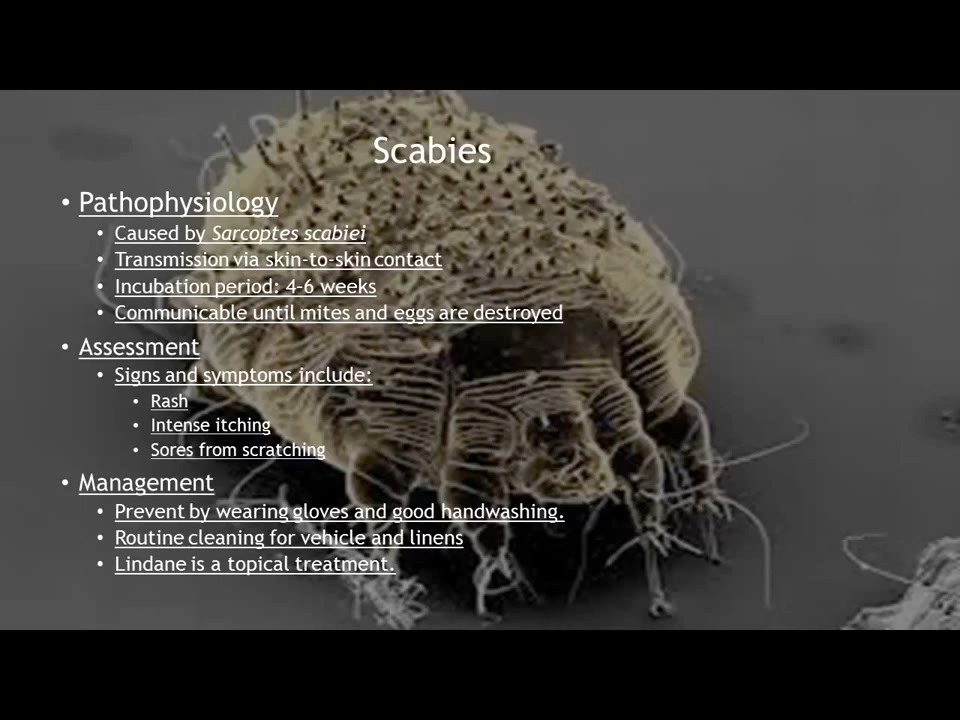 Scabies
• Pathophysiology
• Caused by Sarcoptes scabiei
• Transmission via skin-to-skin contact
• Incubation period: 4-6 weeks
• Communicable until mites and eggs are destroyed
• Assessment
• Signs and symptoms include:
• Rash
• Intense itching
• Sores from scratching
• Management
• Prevent by wearing gloves and good handwashing.
• Routine cleaning for vehicle and linens
• Lindane is a topical treatment.